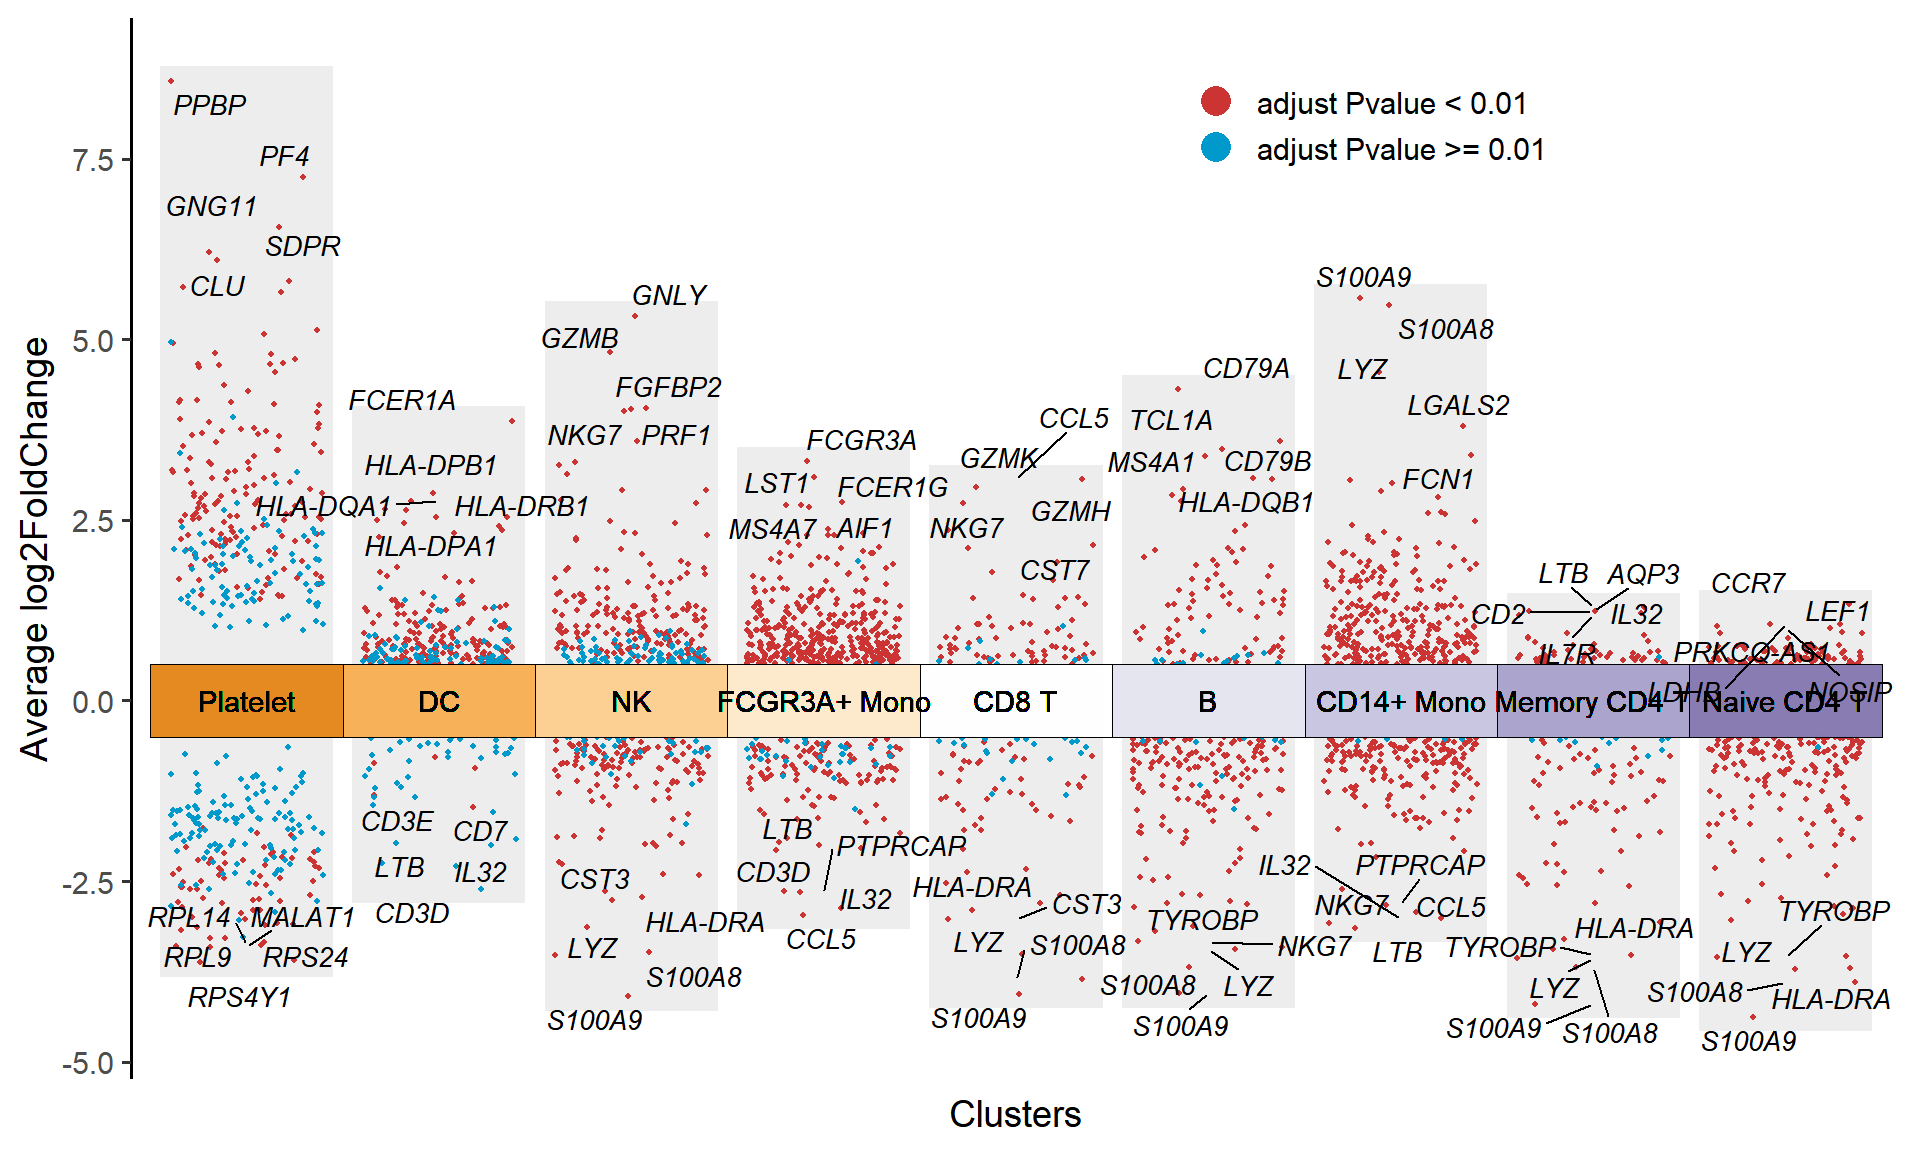 adjust Pvalue < 0.01
adjust Pvalue >= 0.01
Average log2FoldChange
7.5
5.0
2.5
0.0
-2.5
-5.0
PPBP
PF4
GNG11
SDPR
CLU
FCER1A
HLA-DPB1
HLA-DQA1
HLA-DRB1
HLA-DPA1
GNLY
GZMB
FGFBP2
NKG7
PRF1
FCGR3A
LST1
FCER1G
MS4A7
AIF1
CCL5
GZMK
GZMH
NKG7
CST7
CD79A
TCL1A
MS4A1
CD79B
HLA-DQB1
S100A9
S100A8
LYZ
LGALS2
FCN1
LTB
AQP3
CD2
IL32
IL7R
CCR7
LEF1
PRKCQ-AS1
LDHB
NOSIP
Platelet
DC
NK
FCGR3A+ Mono
CD8 T
B
CD14+ Mono
Memory CD4 T
Naive CD4 T
RPL14
MALAT1
RPL9
RPS24
RPS4Y1
CD3E
CD7
LTB
IL32
CD3D
CST3
HLA-DRA
LYZ
S100A8
S100A9
LTB
PTPRCAP
CD3D
IL32
CCL5
HLA-DRA
CST3
LYZ
S100A8
S100A9
TYROBP
NKG7
S100A8
LYZ
S100A9
IL32
PTPRCAP
NKG7
CCL5
LTB
HLA-DRA
TYROBP
LYZ
S100A9
S100A8
TYROBP
LYZ
S100A8
HLA-DRA
S100A9
Clusters